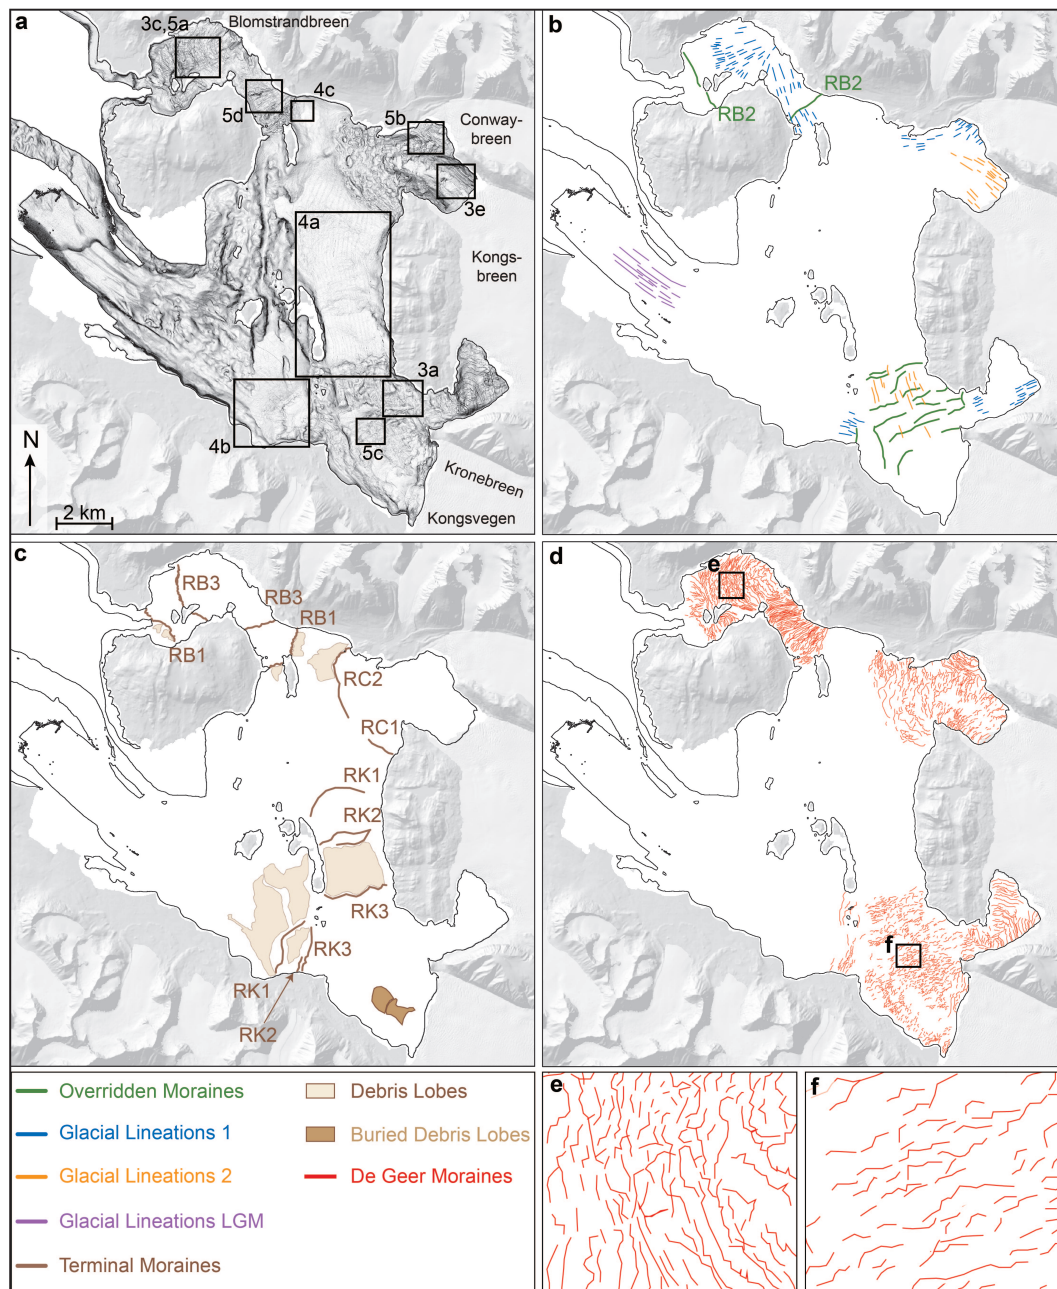 a
Blomstrandbreen
3c,5a
4c
5d
5b
Conway-
breen
3e
4a
Kongs-
breen
3a
4b
5c
N
Kronebreen
2 km
Kongsvegen
b
RB2
RB2
c
RB3
RB3
RB1
RB1
RC2
RC1
RK1
RK2
RK3
RK3
RK1
RK2
d
e
f
Overridden Moraines
Glacial Lineations 1
Glacial Lineations 2
Glacial Lineations LGM
Terminal Moraines
Debris Lobes
Buried Debris Lobes
De Geer Moraines
e
f